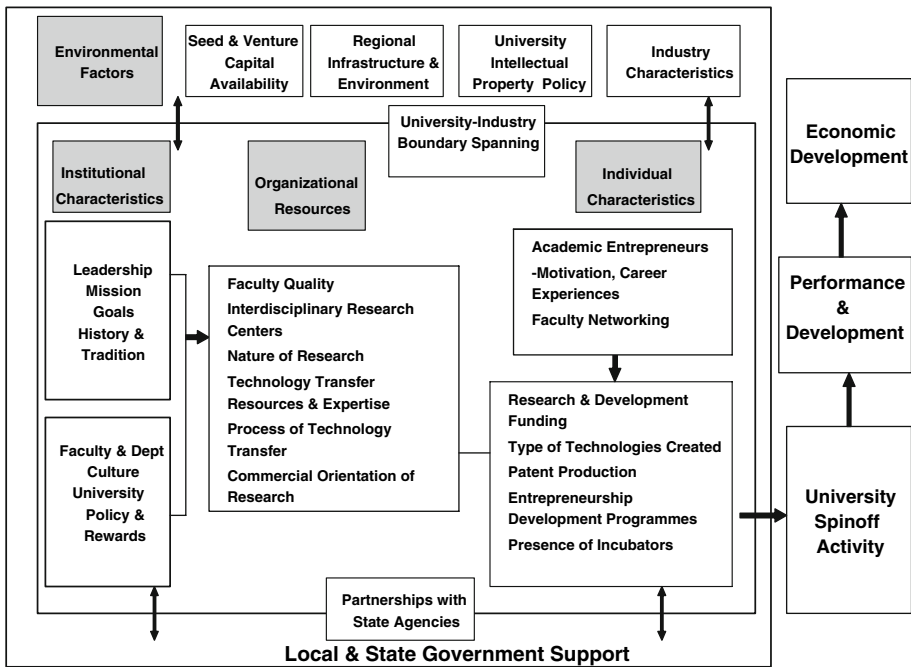 Environmental
Factors
Seed & Venture
Capital
Availability
Regional
Infrastructure &
Environment
University
Intellectual
Property Policy
Industry
Characteristics
University-Industry
Boundary Spanning
Institutional
Characteristics
Organizational
Resources
Individual
Characteristics
Leadership
Mission
Goals
History &
Tradition
Faculty & Dept
Culture
University
Policy &
Rewards
Faculty Quality
Interdisciplinary Research
Centers
Nature of Research
Technology Transfer
Resources & Expertise
Process of Technology
Transfer
Commercial Orientation of
Research
Academic Entrepreneurs
-Motivation, Career
Experiences
Faculty Networking
Research & Development
Funding
Type of Technologies Created
Patent Production
Entrepreneurship
Development Programmes
Presence of Incubators
Partnerships with
State Agencies
Local & State Government Support
Economic
Development
Performance
&
Development
University
Spinoff
Activity